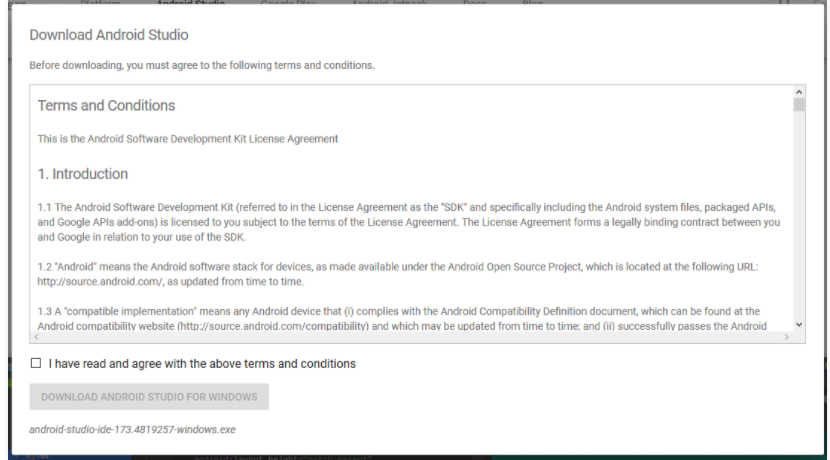 Platform Android Studio Google Play Android Jetpack Docs Blog
Download Android Studio
Before downloading, you must agree to the following terms and conditions.
Terms and Conditions
This is the Android Software Development Kit License Agreement
1. Introduction
1.1 The Android Software Development Kit (referred to in the License Agreement as the "SDK" and specifically including the Android system files, packaged APIs,
and Google APIs add-ons) is licensed to you subject to the terms of the License Agreement. The License Agreement forms a legally binding contract between you
and Google in relation to your use of the SDK.
1.2 "Android" means the Android software stack for devices, as made available under the Android Open Source Project, which is located at the following URL:
http://source.android.com/, as updated from time to time.
1.3 A "compatible implementation" means any Android device that (i) complies with the Android Compatibility Definition document, which can be found at the
Android compatibility website (http://source.android.com/compatibility) and which may be updated from time to time; and (ii) successfully passes the Android
I have read and agree with the above terms and conditions
DOWNLOAD ANDROID STUDIO FOR WINDOWS
android-studio-ide-173.4819257-windows.exe